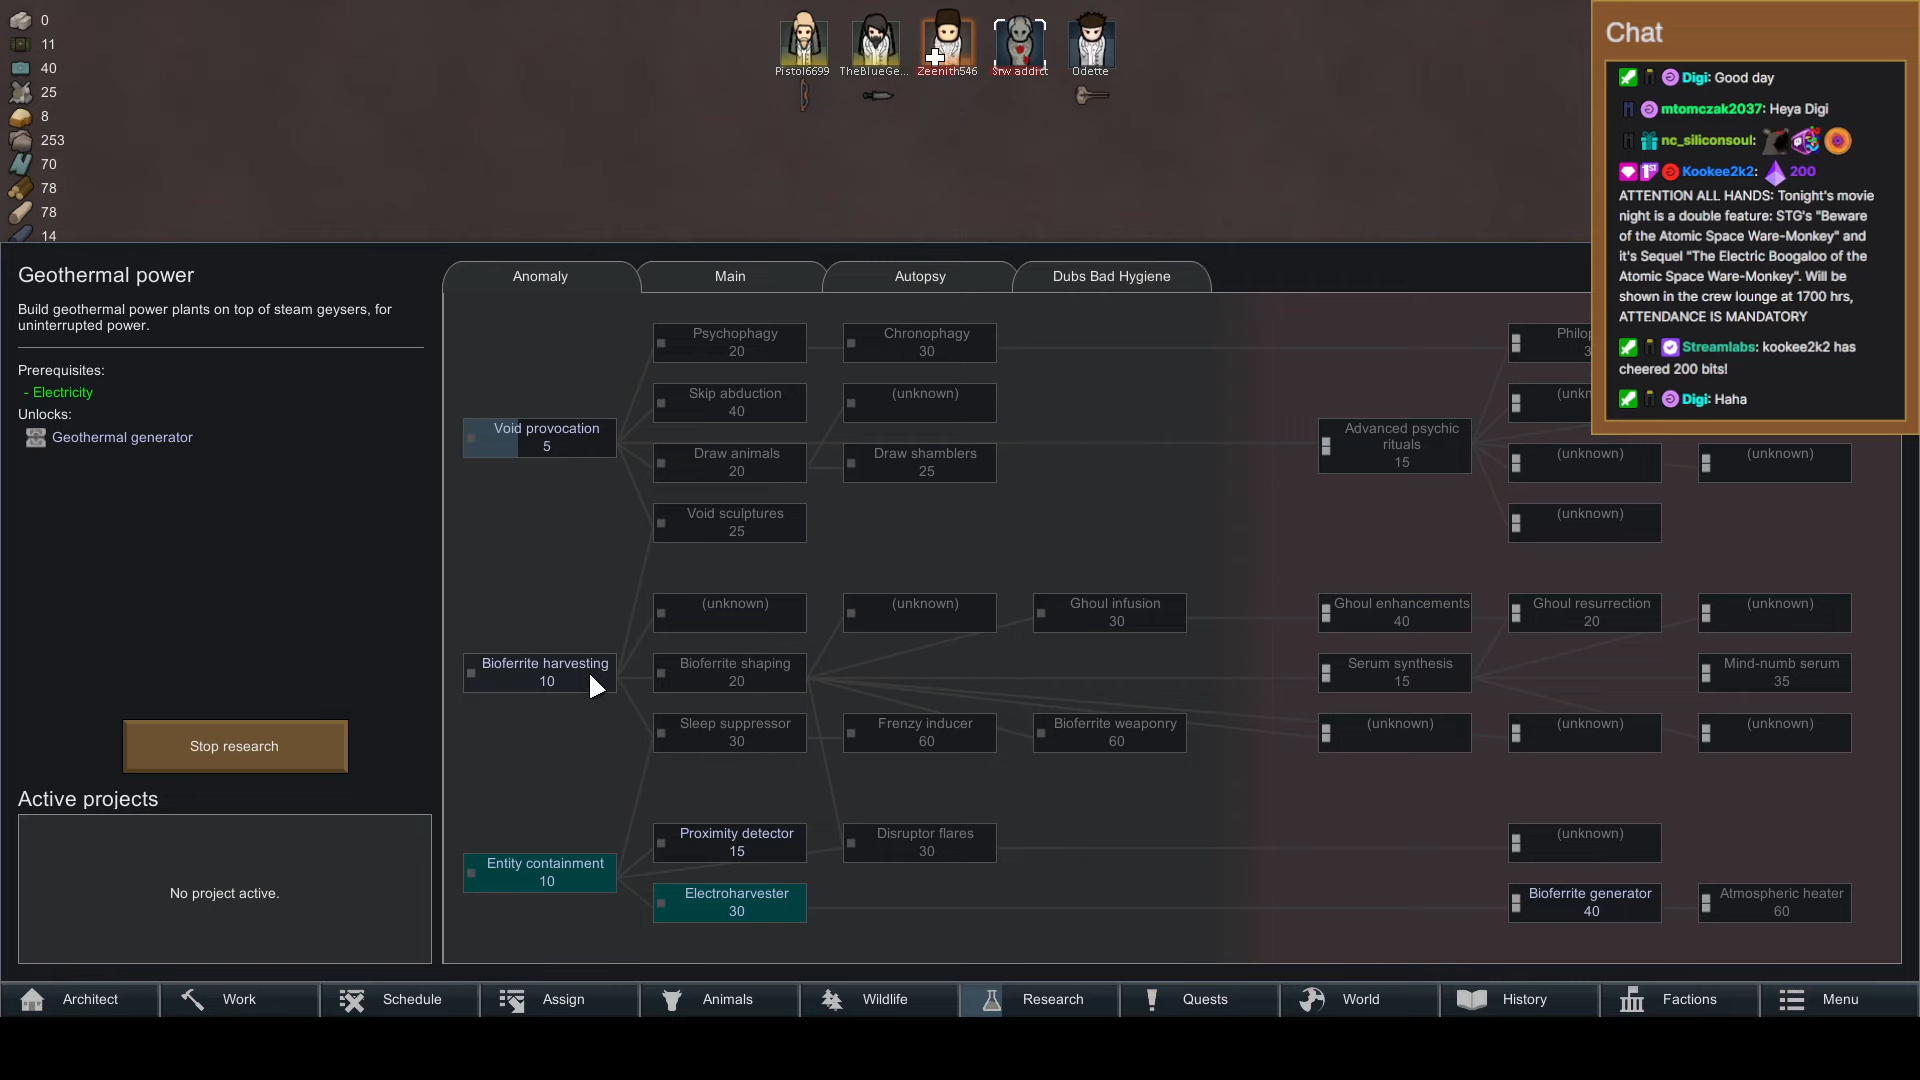 0
11
40
25
8
253
70
78
78
14
Pistol6699
TheBlueGe...
Zeenith546
Srw addict
Odette
Chat
Digi: Good day
mtomczak2037: Heya Digi
nc_siliconsoul:
Kookee2k2: 200
ATTENTION ALL HANDS: Tonight's movie
night is a double feature: STG's "Beware
of the Atomic Space Ware-Monkey" and
it's Sequel "The Electric Boogaloo of the
Atomic Space Ware-Monkey". Will be
shown in the crew lounge at 1700 hrs,
ATTENDANCE IS MANDATORY
Streamlabs: kookee2k2 has
cheered 200 bits!
Digi: Haha
Geothermal power
Build geothermal power plants on top of steam geysers, for
uninterrupted power.
Prerequisites:
- Electricity
Unlocks:
Geothermal generator
Stop research
Active projects
No project active.
Anomaly
Main
Autopsy
Dubs Bad Hygiene
Psychophagy
20
Chronophagy
30
Skip abduction
40
(unknown)
Void provocation
5
Draw animals
20
Draw shamblers
25
Advanced psychic
rituals
15
(unknown)
(unknown)
Void sculptures
25
(unknown)
(unknown)
(unknown)
Ghoul infusion
30
Ghoul enhancements
40
Ghoul resurrection
20
(unknown)
Bioferrite harvesting
10
Bioferrite shaping
20
Serum synthesis
15
Mind-numb serum
35
Sleep suppressor
30
Frenzy inducer
60
Bioferrite weaponry
60
(unknown)
(unknown)
(unknown)
Entity containment
10
Proximity detector
15
Disruptor flares
30
(unknown)
Electroharvester
30
Bioferrite generator
40
Atmospheric heater
60
Architect
Work
Schedule
Assign
Animals
Wildlife
Research
Quests
World
History
Factions
Menu